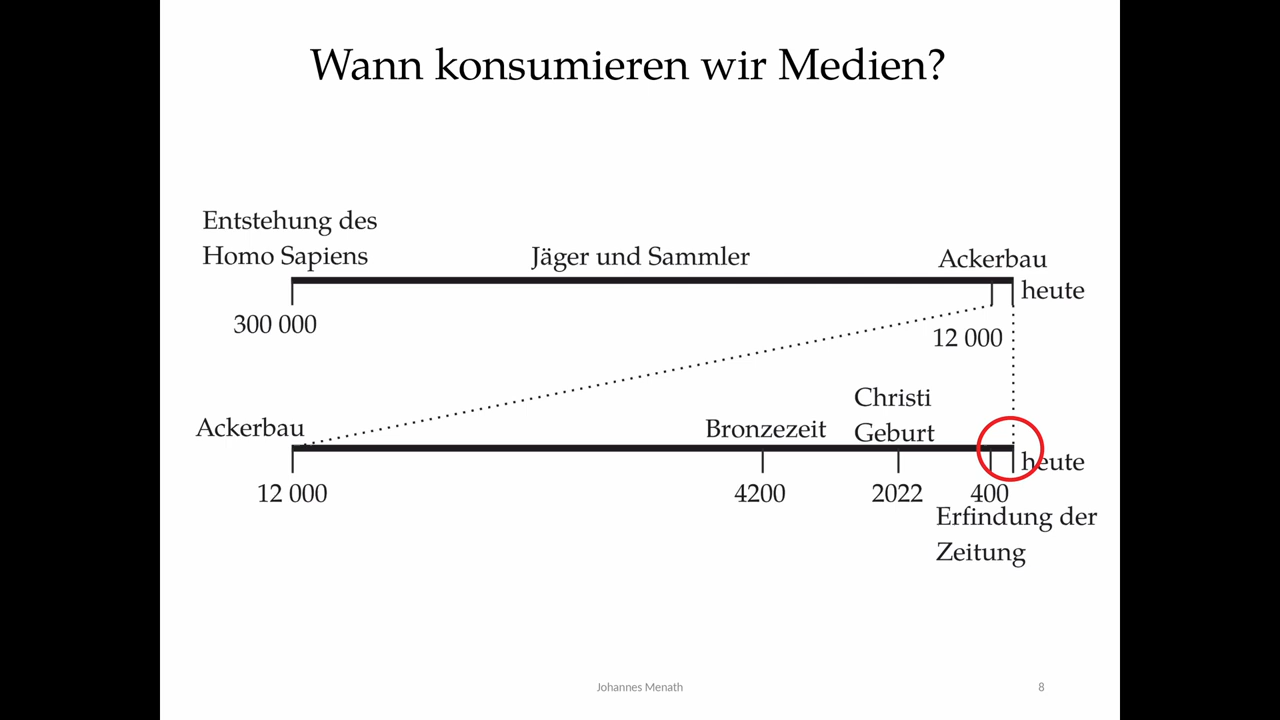 Wann konsumieren wir Medien?
Entstehung des
Homo Sapiens
Jäger und Sammler
Ackerbau
heute
300 000
12 000
Ackerbau
Bronzezeit
Christi
Geburt
heute
12 000
4200
2022
400
Erfindung der
Zeitung
Johannes Menath
8